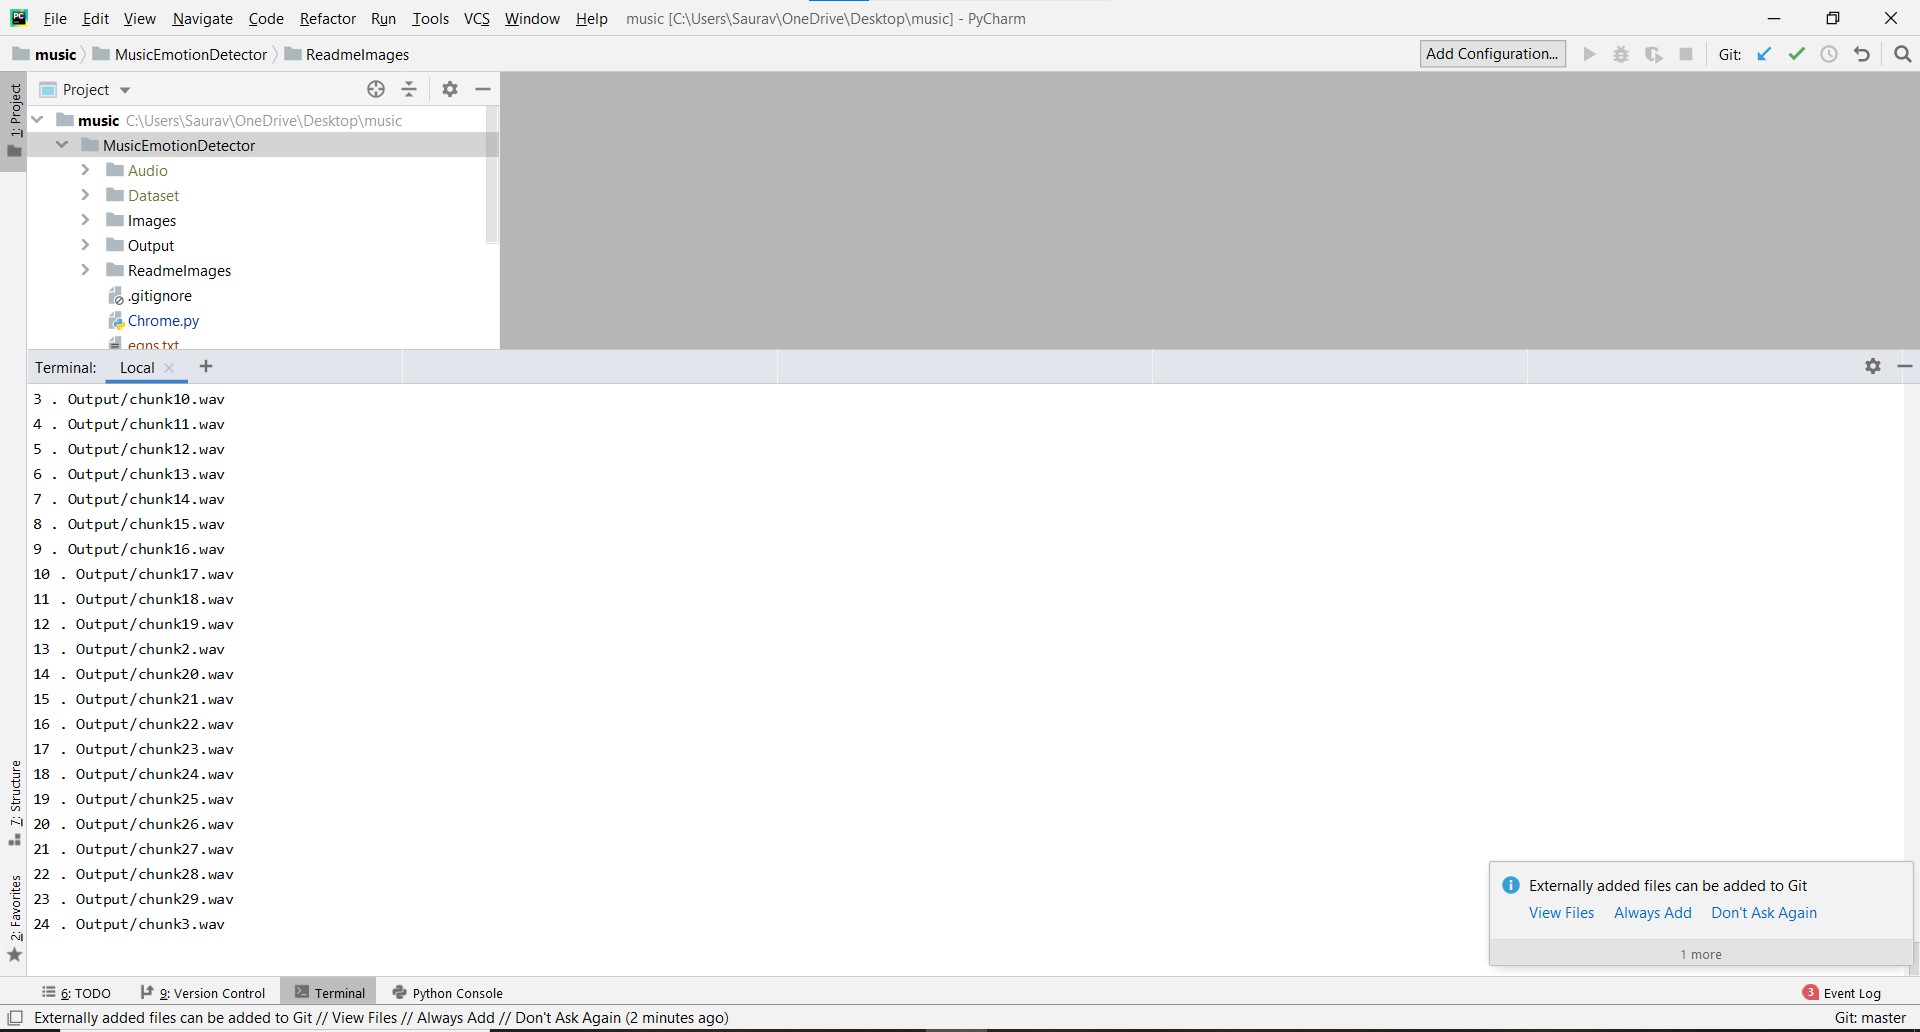 PC File Edit View Navigate Code Refactor Run Tools VCS Window Help music [C:\Users\Saurav\OneDrive\Desktop\music] - PyCharm
music MusicEmotionDetector ReadmeImages Add Configuration... Git:
1: Project
Project
music C:\Users\Saurav\OneDrive\Desktop\music
MusicEmotionDetector
Audio
Dataset
Images
Output
ReadmeImages
.gitignore
Chrome.py
eqns.txt
Terminal: Local
3 . Output/chunk10.wav
4 . Output/chunk11.wav
5 . Output/chunk12.wav
6 . Output/chunk13.wav
7 . Output/chunk14.wav
8 . Output/chunk15.wav
9 . Output/chunk16.wav
10 . Output/chunk17.wav
11 . Output/chunk18.wav
12 . Output/chunk19.wav
13 . Output/chunk2.wav
14 . Output/chunk20.wav
15 . Output/chunk21.wav
16 . Output/chunk22.wav
17 . Output/chunk23.wav
18 . Output/chunk24.wav
19 . Output/chunk25.wav
20 . Output/chunk26.wav
21 . Output/chunk27.wav
22 . Output/chunk28.wav
23 . Output/chunk29.wav
24 . Output/chunk3.wav
7: Structure
2: Favorites
Externally added files can be added to Git
View Files Always Add Don't Ask Again
1 more
6: TODO 9: Version Control Terminal Python Console 3 Event Log
Externally added files can be added to Git // View Files // Always Add // Don't Ask Again (2 minutes ago) Git: master